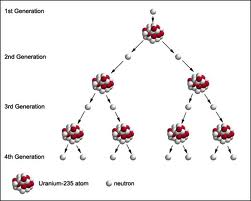 1st Generation
2nd Generation
3rd Generation
4th Generation
Uranium-235 atom
neutron